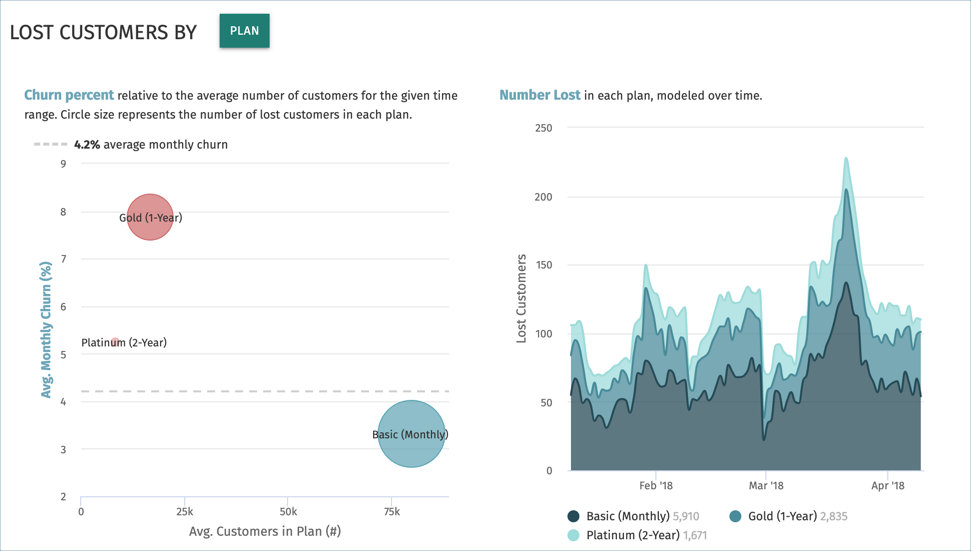 LOST CUSTOMERS BY PLAN
Churn percent relative to the average number of customers for the given time
range. Circle size represents the number of lost customers in each plan.
4.2% average monthly churn
9
8
7
6
5
4
3
2
Avg. Monthly Churn (%)
Gold (1-Year)
Platinum (2-Year)
Basic (Monthly)
0 25k 50k 75k
Avg. Customers in Plan (#)
Number Lost in each plan, modeled over time.
250
200
150
100
50
0
Lost Customers
Feb '18 Mar '18 Apr '18
Basic (Monthly) 5,910 Gold (1-Year) 2,835
Platinum (2-Year) 1,671